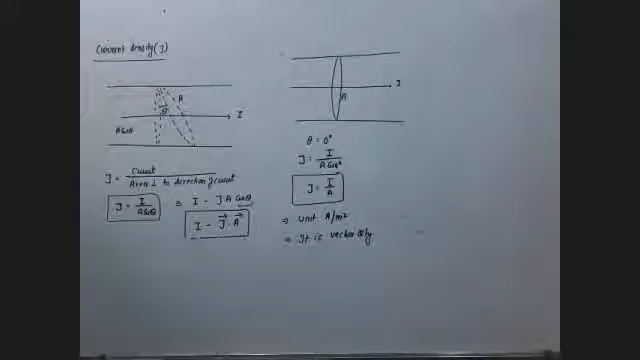 Current density(J)
A
θ
I
A cosθ
J = Current
Area ⊥ to direction of current
J = I
A cosθ
⇒ I = J A cosθ
I = J⃗ · A⃗
I
A
θ = 0°
J = I
A cos0°
J = I
A
⇒ Unit A/m²
⇒ It is vector qty